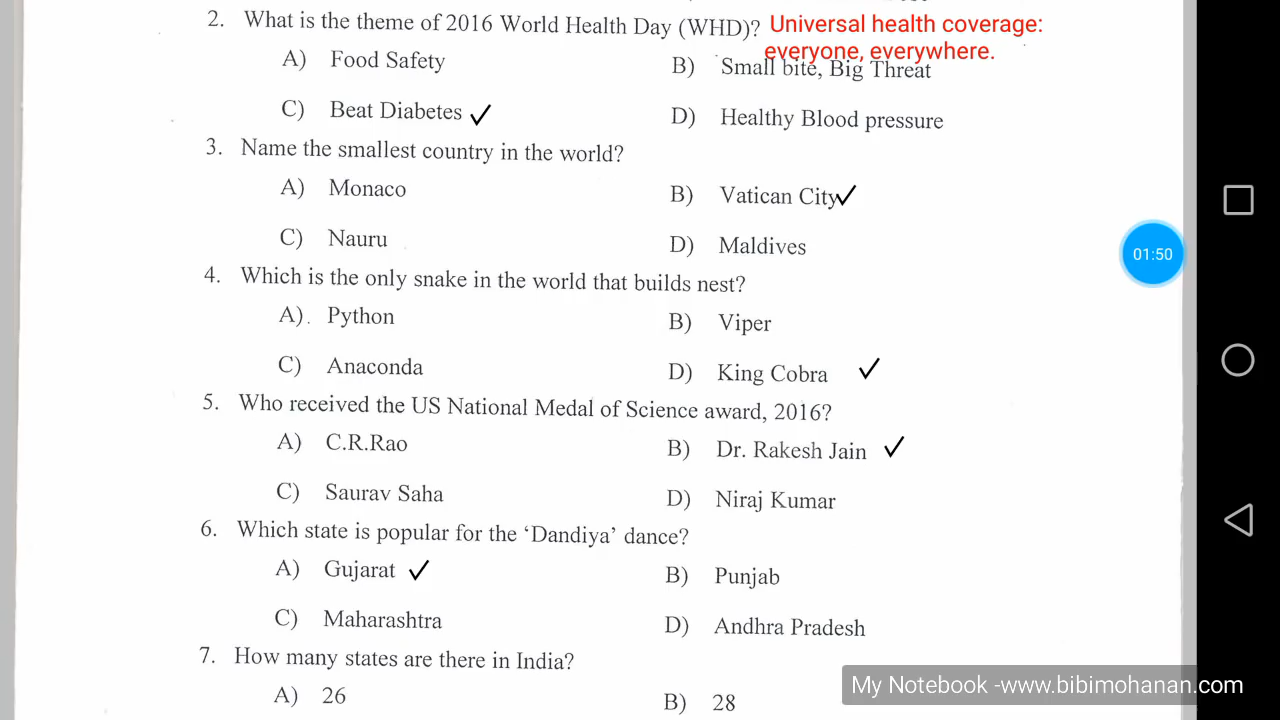 2. What is the theme of 2016 World Health Day (WHD)? Universal health coverage:
everyone, everywhere.
A) Food Safety B) Small bite, Big Threat
C) Beat Diabetes ✓ D) Healthy Blood pressure
3. Name the smallest country in the world?
A) Monaco B) Vatican City ✓
C) Nauru D) Maldives
4. Which is the only snake in the world that builds nest?
A). Python B) Viper
C) Anaconda D) King Cobra ✓
5. Who received the US National Medal of Science award, 2016?
A) C.R.Rao B) Dr. Rakesh Jain ✓
C) Saurav Saha D) Niraj Kumar
6. Which state is popular for the ‘Dandiya’ dance?
A) Gujarat ✓ B) Punjab
C) Maharashtra D) Andhra Pradesh
7. How many states are there in India?
A) 26 B) 28
01:50
My Notebook -www.bibimohanan.com